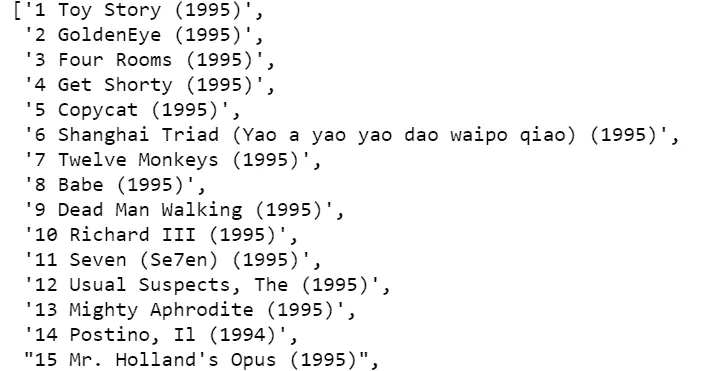 ['1 Toy Story (1995)',
'2 GoldenEye (1995)',
'3 Four Rooms (1995)',
'4 Get Shorty (1995)',
'5 Copycat (1995)',
'6 Shanghai Triad (Yao a yao yao dao waipo qiao) (1995)',
'7 Twelve Monkeys (1995)',
'8 Babe (1995)',
'9 Dead Man Walking (1995)',
'10 Richard III (1995)',
'11 Seven (Se7en) (1995)',
'12 Usual Suspects, The (1995)',
'13 Mighty Aphrodite (1995)',
'14 Postino, Il (1994)',
"15 Mr. Holland's Opus (1995)",